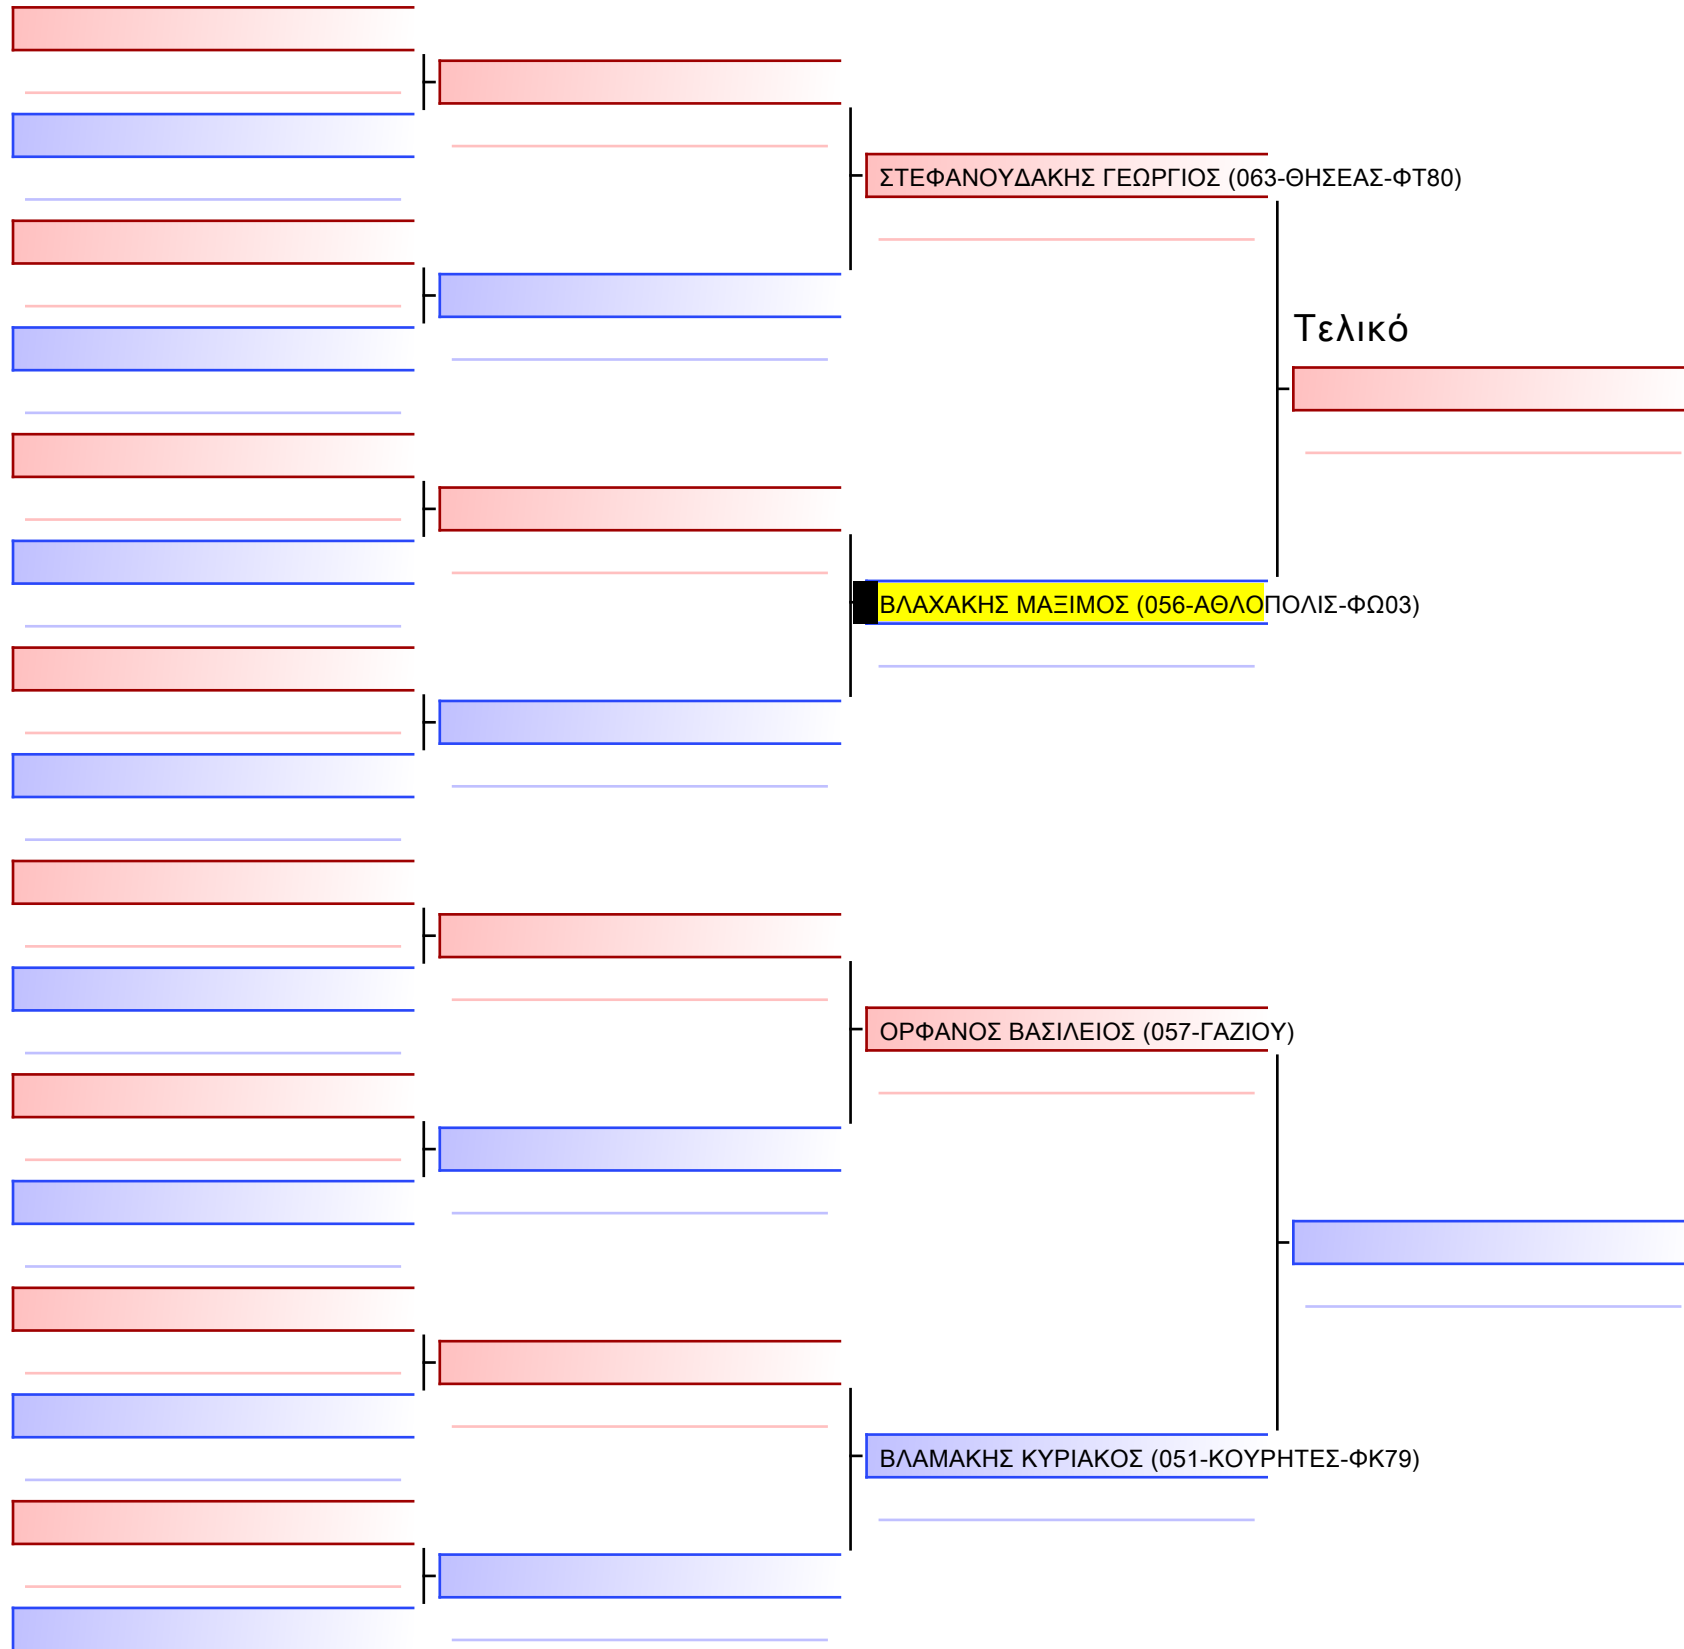 ΣΤΕΦΑΝΟΥΔΑΚΗΣ ΓΕΩΡΓΙΟΣ (063-ΘΗΣΕΑΣ-ΦΤ80)
Τελικό
ΒΛΑΧΑΚΗΣ ΜΑΞΙΜΟΣ (056-ΑΘΛΟΠΟΛΙΣ-ΦΩ03)
ΟΡΦΑΝΟΣ ΒΑΣΙΛΕΙΟΣ (057-ΓΑΖΙΟΥ)
ΒΛΑΜΑΚΗΣ ΚΥΡΙΑΚΟΣ (051-ΚΟΥΡΗΤΕΣ-ΦΚ79)